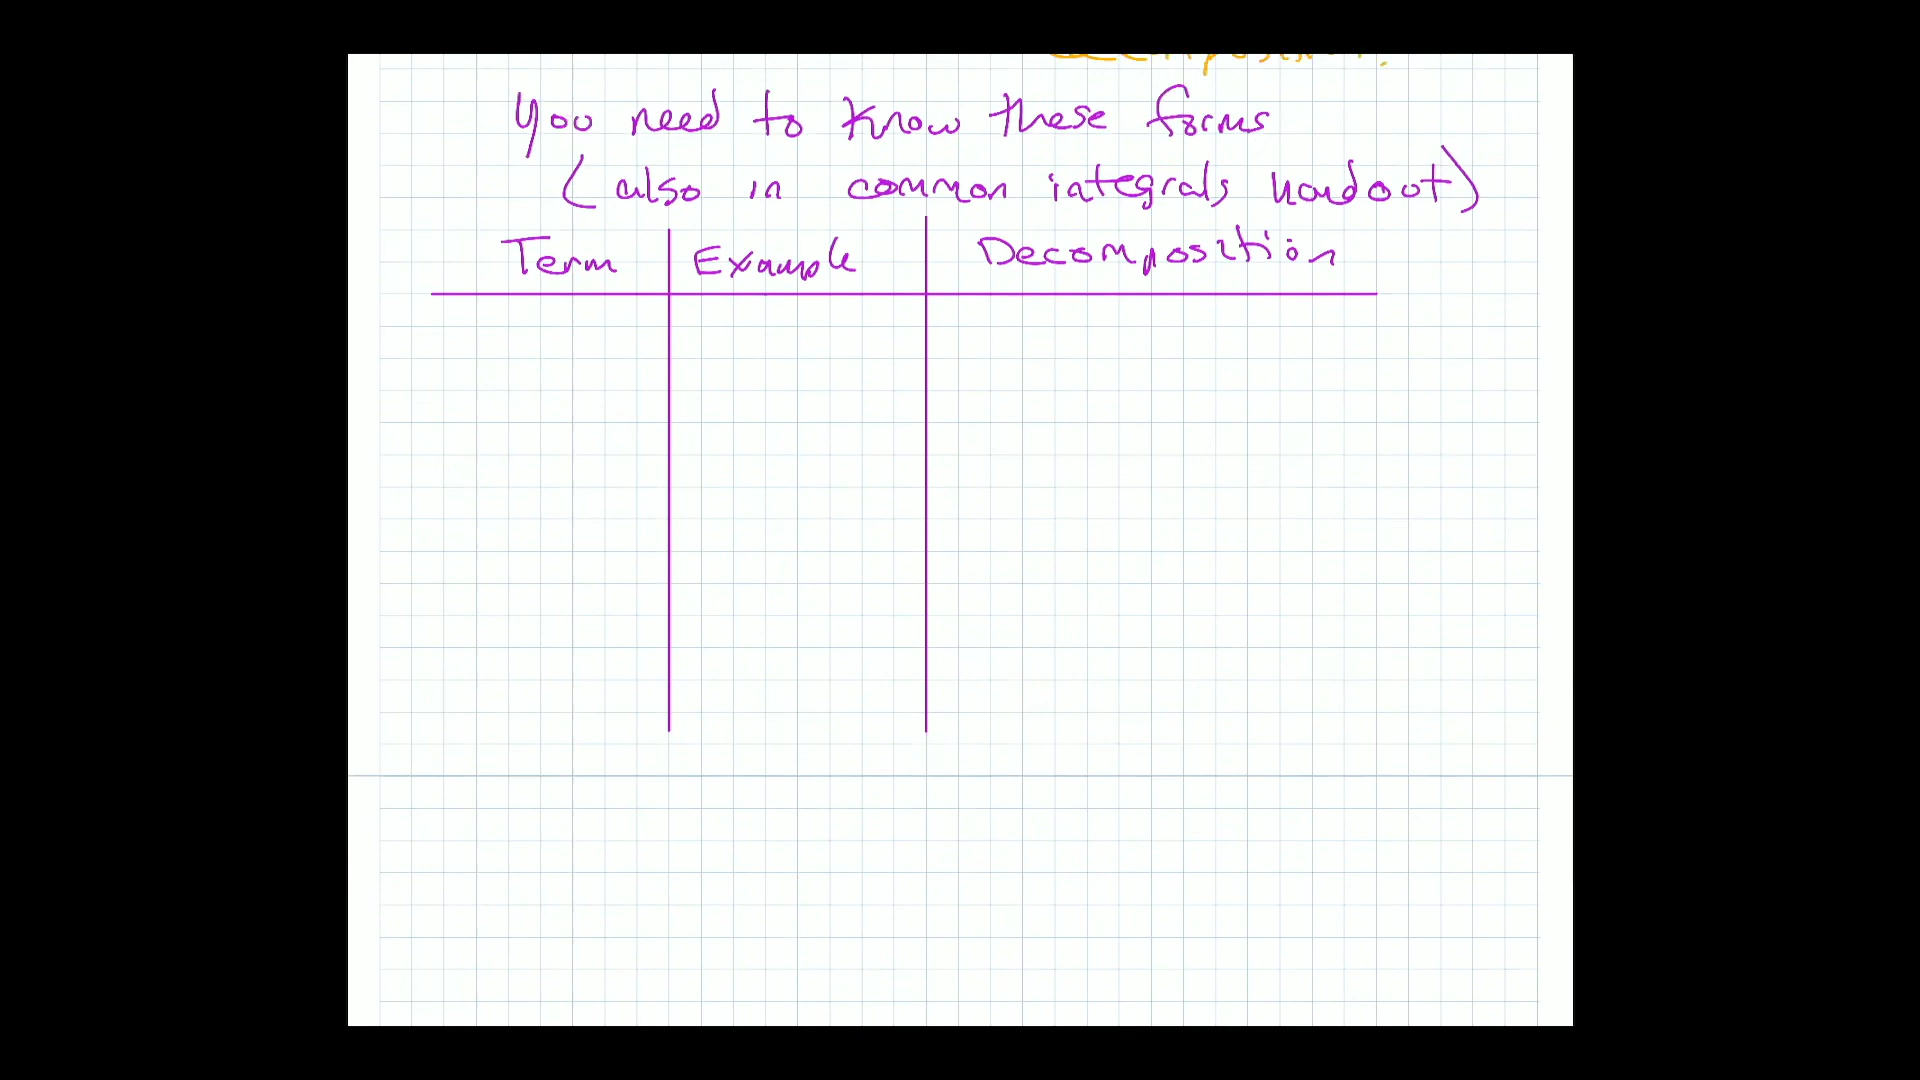 You need to know these forms
(also in common integrals handout)
Term Example Decomposition